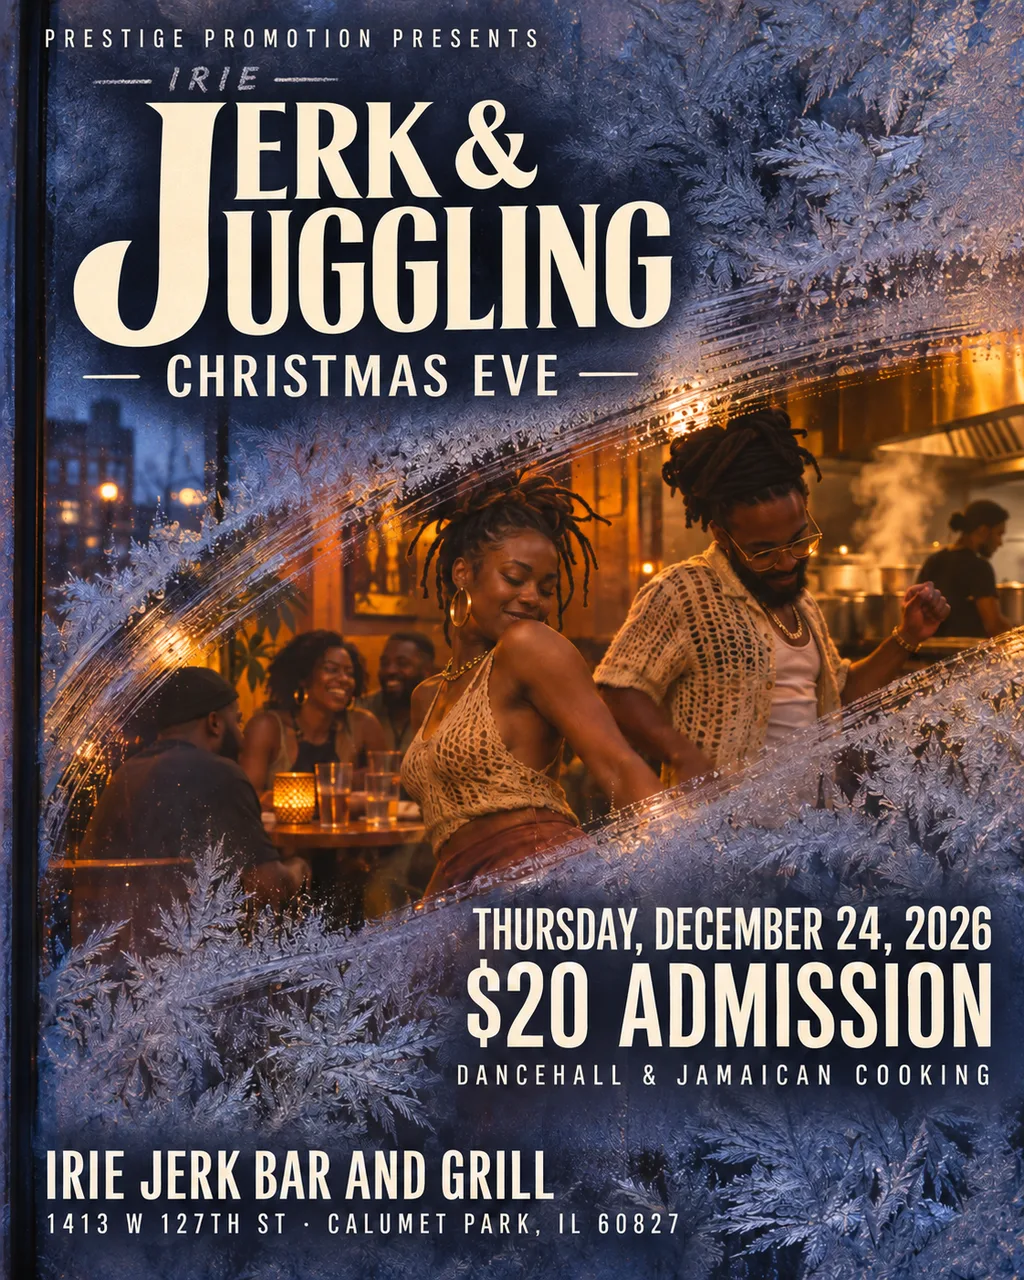 PRESTIGE PROMOTION PRESENTS
IRIE
JERK &
JUGGLING
CHRISTMAS EVE
THURSDAY, DECEMBER 24, 2026
$20 ADMISSION
DANCEHALL & JAMAICAN COOKING
IRIE JERK BAR AND GRILL
1413 W 127TH ST · CALUMET PARK, IL 60827